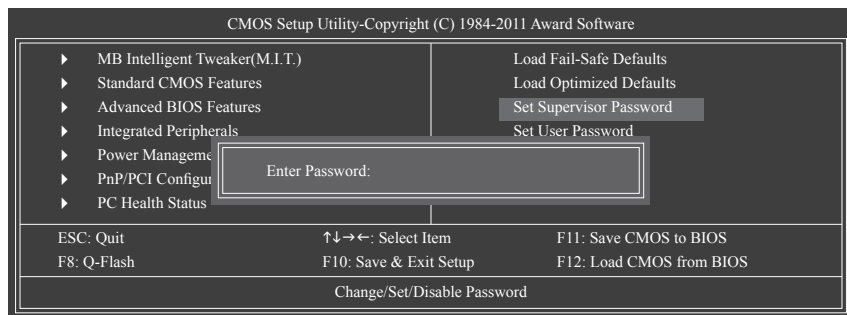 CMOS Setup Utility-Copyright (C) 1984-2011 Award Software
▶ MB Intelligent Tweaker(M.I.T.)
▶ Standard CMOS Features
▶ Advanced BIOS Features
▶ Integrated Peripherals
▶ Power Manageme
▶ PnP/PCI Configur
▶ PC Health Status
Load Fail-Safe Defaults
Load Optimized Defaults
Set Supervisor Password
Set User Password
Enter Password:
ESC: Quit ↑↓→←: Select Item F11: Save CMOS to BIOS
F8: Q-Flash F10: Save & Exit Setup F12: Load CMOS from BIOS
Change/Set/Disable Password